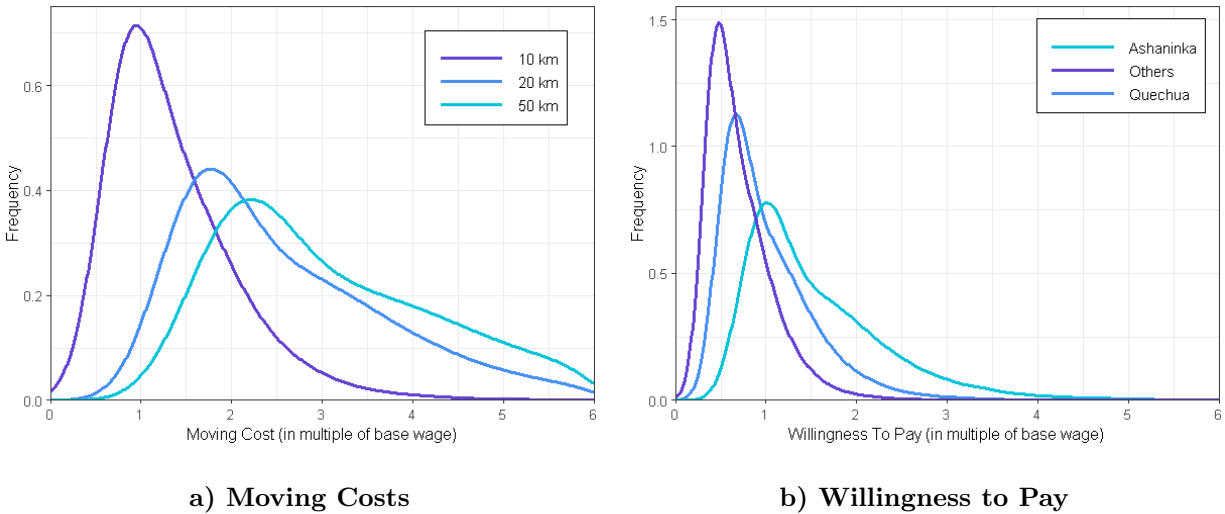 0.6
0.4
0.2
0.0
Frequency
0 1 2 3 4 5 6
Moving Cost (in multiple of base wage)
10 km
20 km
50 km
a) Moving Costs
1.5
1.0
0.5
0.0
Frequency
0 1 2 3 4 5 6
Willingness To Pay (in multiple of base wage)
Ashaninka
Others
Quechua
b) Willingness to Pay